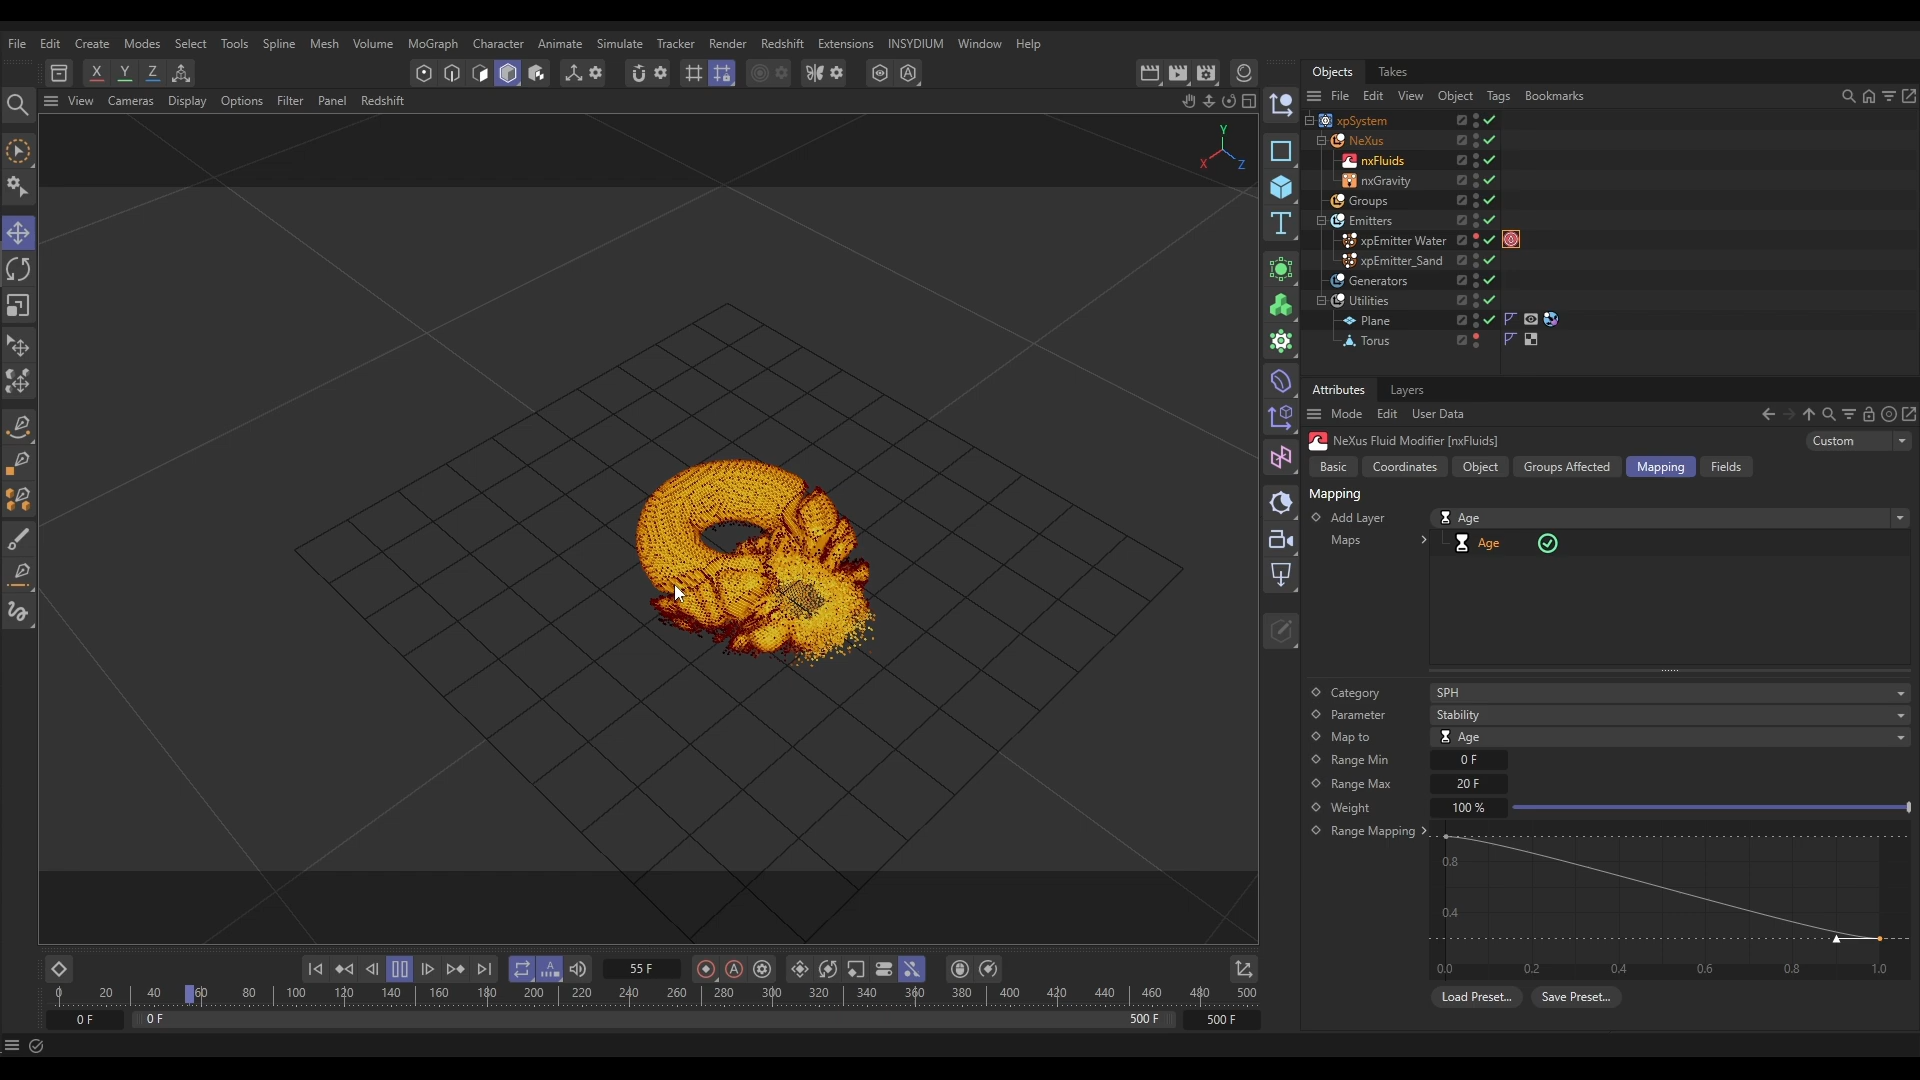 File Edit Create Modes Select Tools Spline Mesh Volume MoGraph Character Animate Simulate Tracker Render Redshift Extensions INSYDIUM Window Help
X Y Z
View Cameras Display Options Filter Panel Redshift
Y
X Z
Objects Takes
File Edit View Object Tags Bookmarks
xpSystem
NeXus
nxFluids
nxGravity
Groups
Emitters
xpEmitter Water
xpEmitter_Sand
Generators
Utilities
Plane
Torus
Attributes Layers
Mode Edit User Data
NeXus Fluid Modifier [nxFluids] Custom
Basic Coordinates Object Groups Affected Mapping Fields
Mapping
Add Layer Age
Maps Age
Category SPH
Parameter Stability
Map to Age
Range Min 0 F
Range Max 20 F
Weight 100 %
Range Mapping
0.8
0.4
0.0 0.2 0.4 0.6 0.8 1.0
Load Preset... Save Preset...
55 F
0 20 40 60 80 100 120 140 160 180 200 220 240 260 280 300 320 340 360 380 400 420 440 460 480 500
0 F 0 F 500 F 500 F